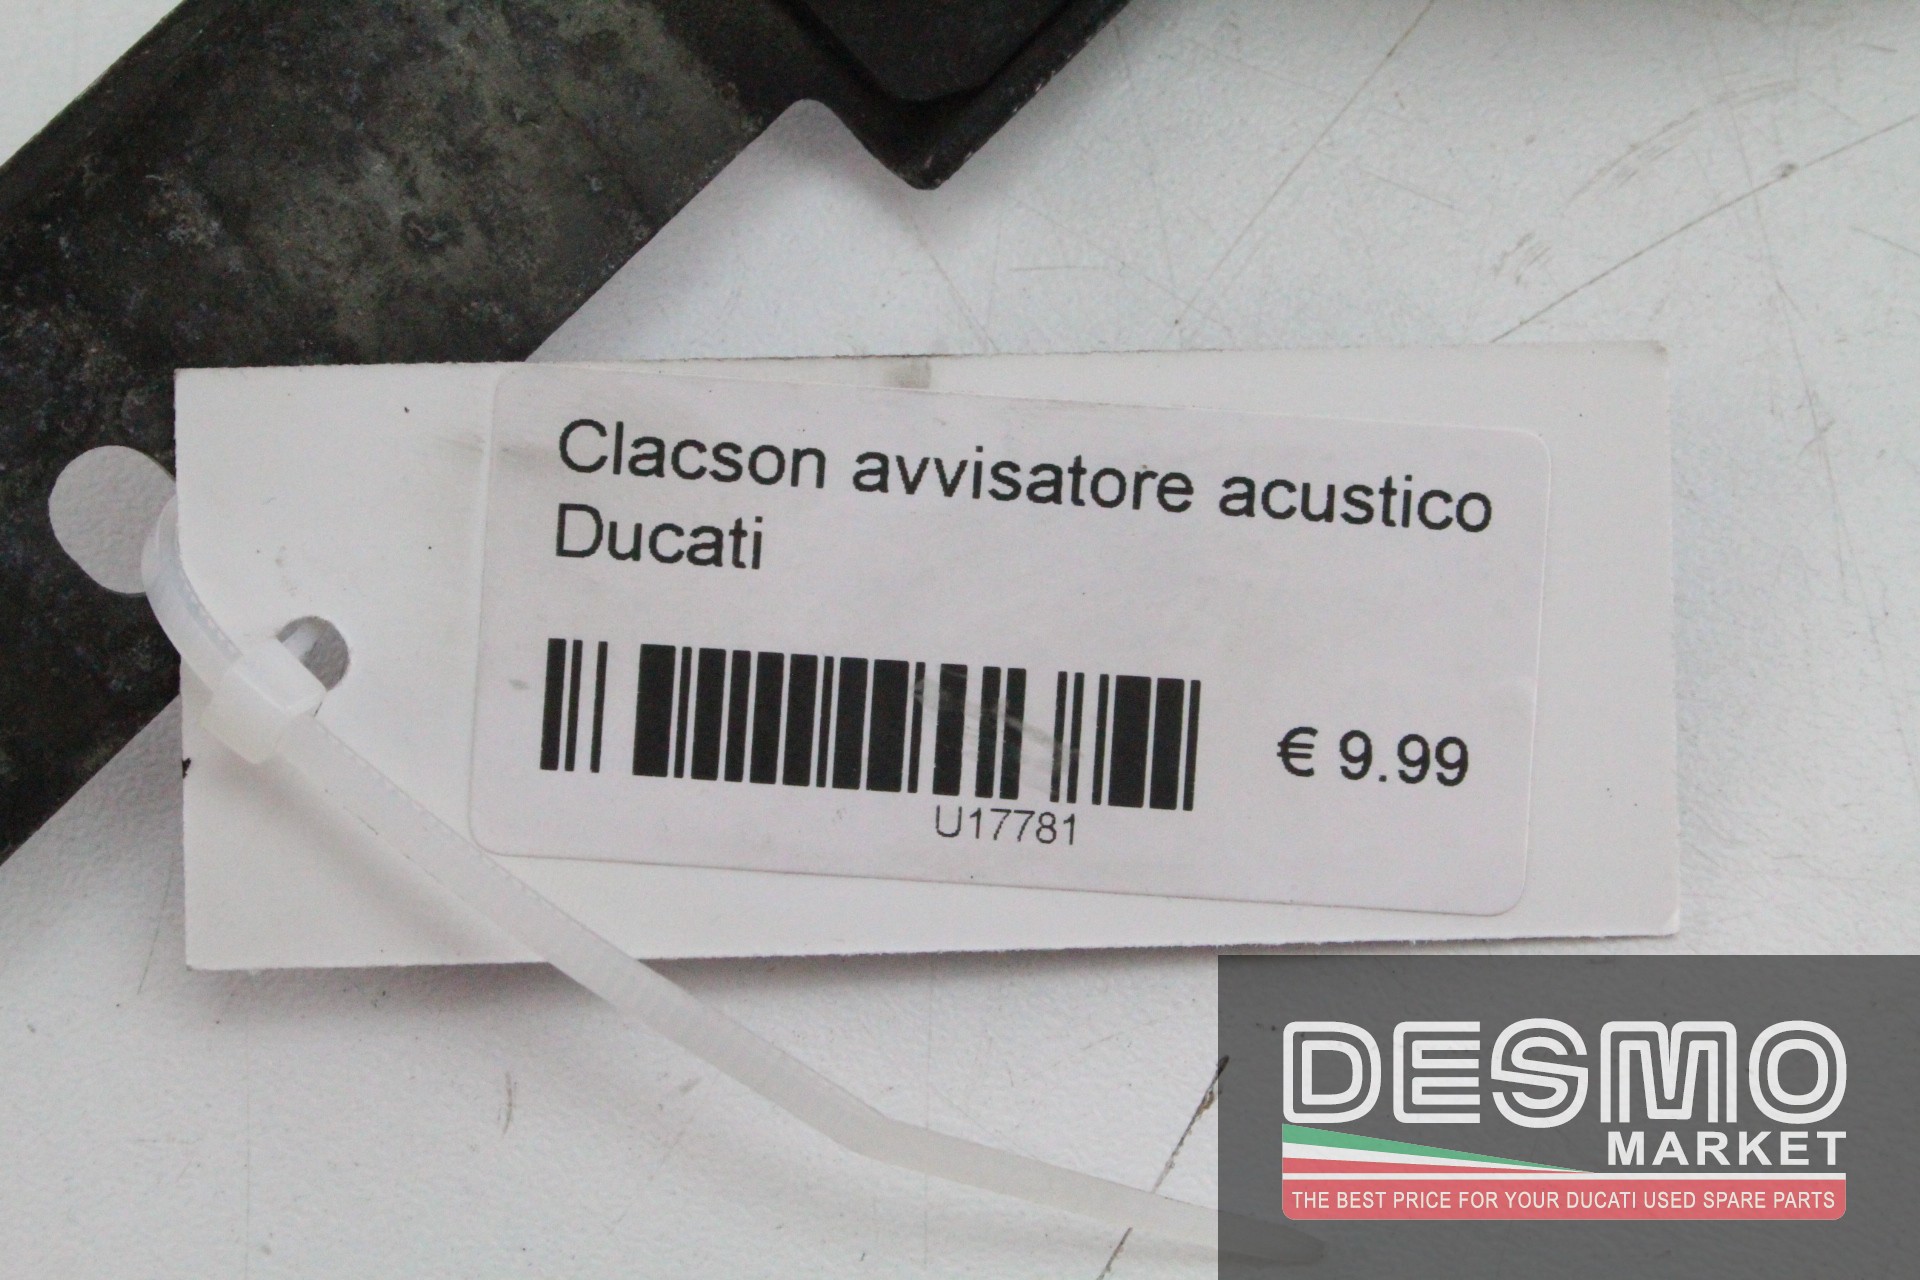 Clacson avvisatore acustico
Ducati
€ 9.99
U17781
DESMO
MARKET
THE BEST PRICE FOR YOUR DUCATI USED SPARE PARTS